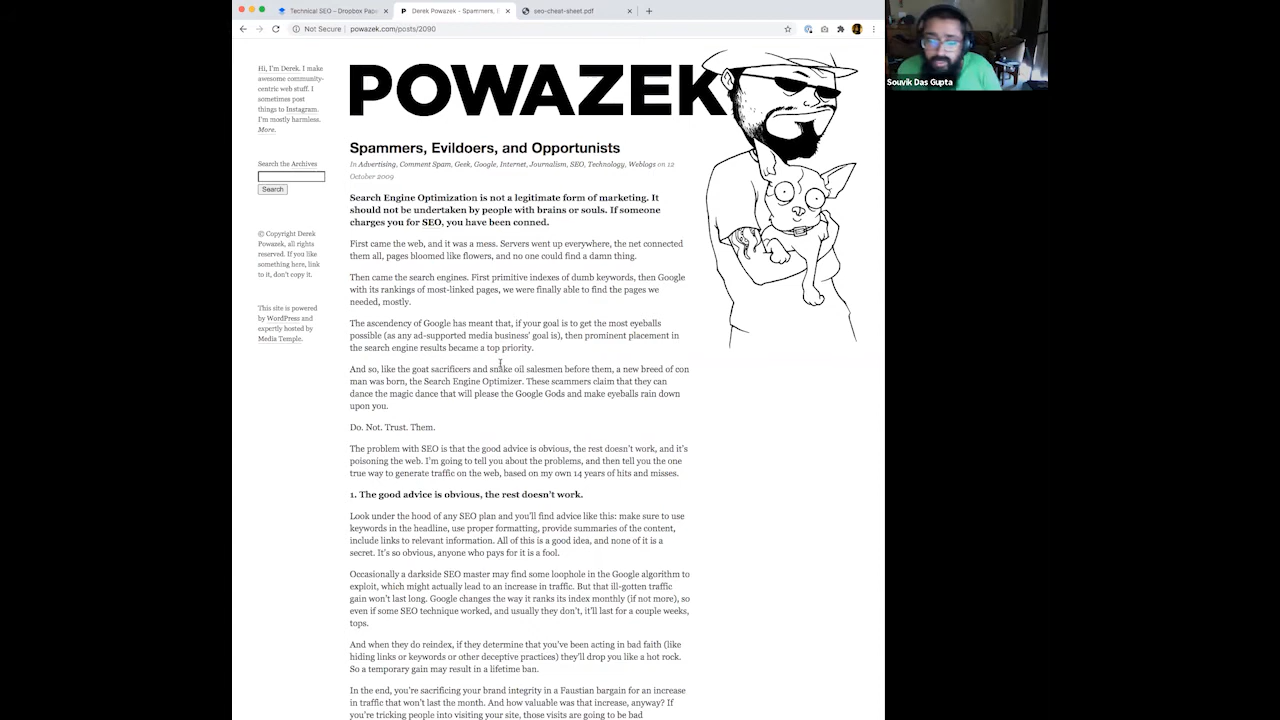 Technical SEO – Dropbox Pape
Derek Powazek - Spammers, E
seo-cheat-sheet.pdf
Not Secure | powazek.com/posts/2090
Souvik Das Gupta
Hi, I'm Derek. I make
awesome community-
centric web stuff. I
sometimes post
things to Instagram.
I'm mostly harmless.
More.
Search the Archives
Search
© Copyright Derek
Powazek, all rights
reserved. If you like
something here, link
to it, don't copy it.
This site is powered
by WordPress and
expertly hosted by
Media Temple.
POWAZEK
Spammers, Evildoers, and Opportunists
In Advertising, Comment Spam, Geek, Google, Internet, Journalism, SEO, Technology, Weblogs on 12
October 2009
Search Engine Optimization is not a legitimate form of marketing. It
should not be undertaken by people with brains or souls. If someone
charges you for SEO, you have been conned.
First came the web, and it was a mess. Servers went up everywhere, the net connected
them all, pages bloomed like flowers, and no one could find a damn thing.
Then came the search engines. First primitive indexes of dumb keywords, then Google
with its rankings of most-linked pages, we were finally able to find the pages we
needed, mostly.
The ascendency of Google has meant that, if your goal is to get the most eyeballs
possible (as any ad-supported media business' goal is), then prominent placement in
the search engine results became a top priority.
And so, like the goat sacrificers and snake oil salesmen before them, a new breed of con
man was born, the Search Engine Optimizer. These scammers claim that they can
dance the magic dance that will please the Google Gods and make eyeballs rain down
upon you.
Do. Not. Trust. Them.
The problem with SEO is that the good advice is obvious, the rest doesn't work, and it's
poisoning the web. I'm going to tell you about the problems, and then tell you the one
true way to generate traffic on the web, based on my own 14 years of hits and misses.
1. The good advice is obvious, the rest doesn't work.
Look under the hood of any SEO plan and you'll find advice like this: make sure to use
keywords in the headline, use proper formatting, provide summaries of the content,
include links to relevant information. All of this is a good idea, and none of it is a
secret. It's so obvious, anyone who pays for it is a fool.
Occasionally a darkside SEO master may find some loophole in the Google algorithm to
exploit, which might actually lead to an increase in traffic. But that ill-gotten traffic
gain won't last long. Google changes the way it ranks its index monthly (if not more), so
even if some SEO technique worked, and usually they don't, it'll last for a couple weeks,
tops.
And when they do reindex, if they determine that you've been acting in bad faith (like
hiding links or keywords or other deceptive practices) they'll drop you like a hot rock.
So a temporary gain may result in a lifetime ban.
In the end, you're sacrificing your brand integrity in a Faustian bargain for an increase
in traffic that won't last the month. And how valuable was that increase, anyway? If
you're tricking people into visiting your site, those visits are going to be bad